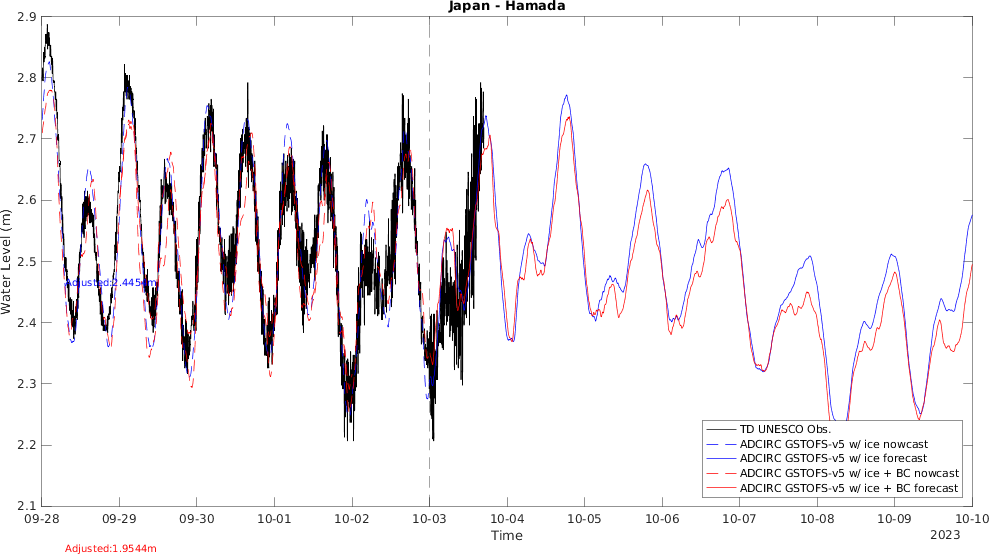 Japan - Hamada
2.9
2.8
2.7
2.6
2.5
2.4
2.3
2.2
2.1
Water Level (m)
Adjusted:2.4454m
TD UNESCO Obs.
ADCIRC GSTOFS-v5 w/ ice nowcast
ADCIRC GSTOFS-v5 w/ ice forecast
ADCIRC GSTOFS-v5 w/ ice + BC nowcast
ADCIRC GSTOFS-v5 w/ ice + BC forecast
09-28 09-29 09-30 10-01 10-02 10-03 10-04 10-05 10-06 10-07 10-08 10-09 10-10
Time
2023
Adjusted:1.9544m